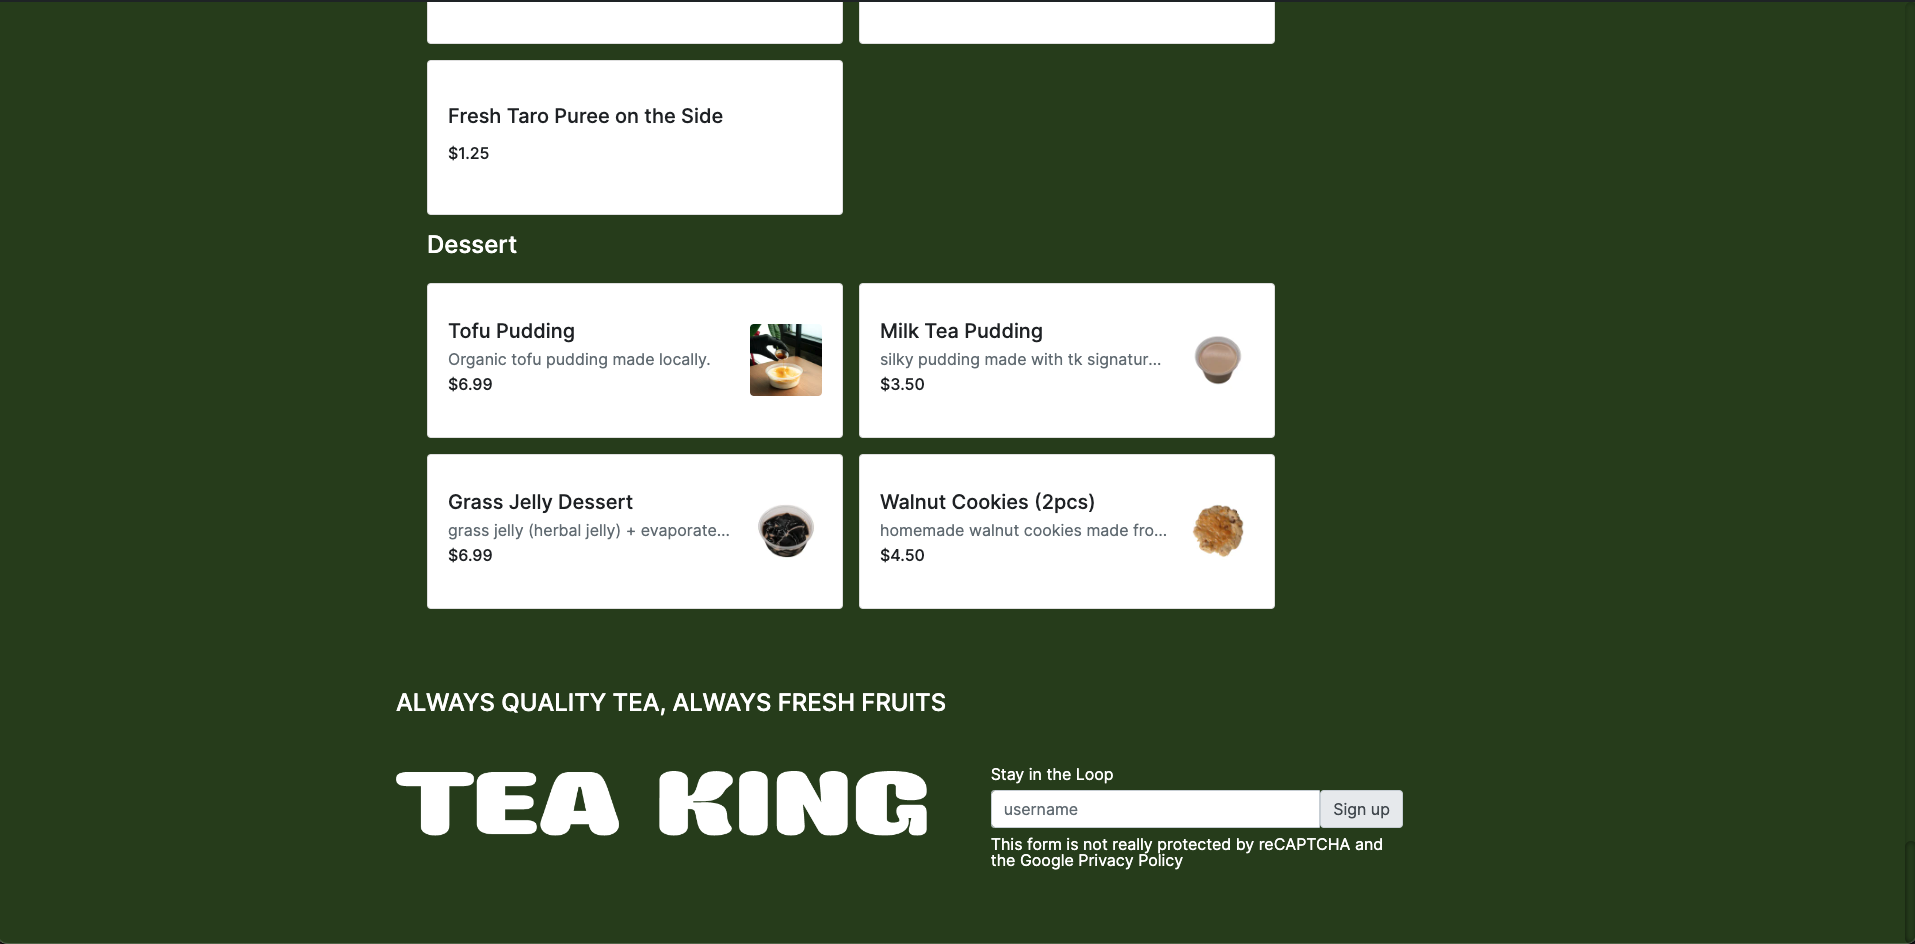 Fresh Taro Puree on the Side
$1.25
Dessert
Tofu Pudding
Organic tofu pudding made locally.
$6.99
Milk Tea Pudding
silky pudding made with tk signatur...
$3.50
Grass Jelly Dessert
grass jelly (herbal jelly) + evaporate...
$6.99
Walnut Cookies (2pcs)
homemade walnut cookies made fro...
$4.50
ALWAYS QUALITY TEA, ALWAYS FRESH FRUITS
TEA KING
Stay in the Loop
username
Sign up
This form is not really protected by reCAPTCHA and
the Google Privacy Policy